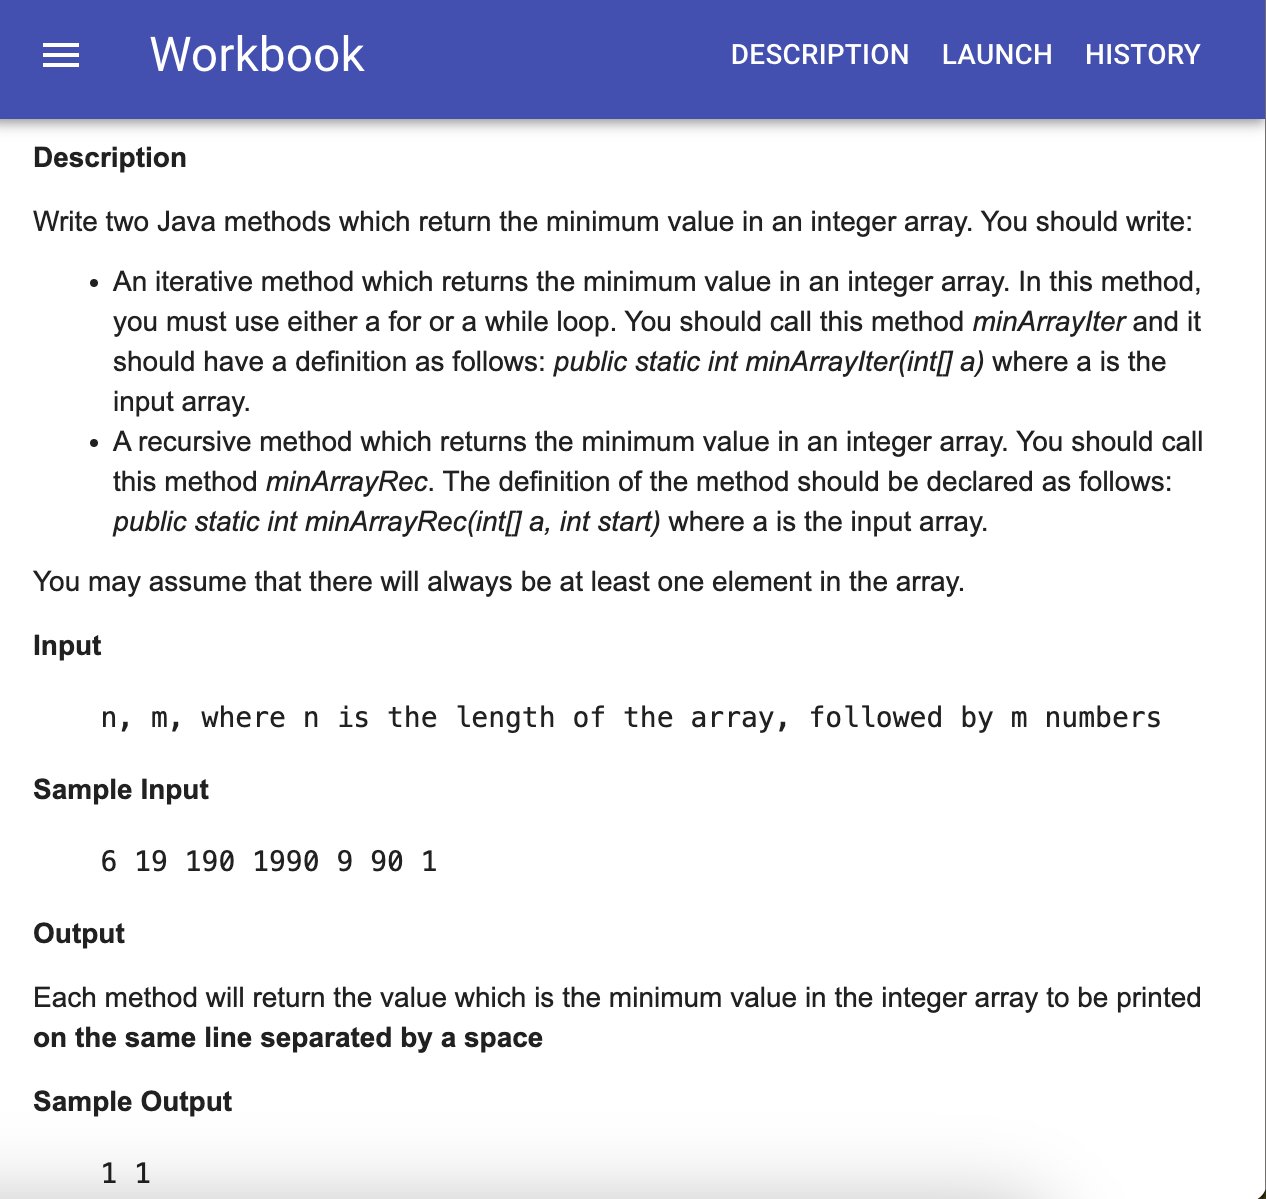 Workbook DESCRIPTION LAUNCH HISTORY
Description
Write two Java methods which return the minimum value in an integer array. You should write:
• An iterative method which returns the minimum value in an integer array. In this method,
you must use either a for or a while loop. You should call this method minArrayIter and it
should have a definition as follows: public static int minArrayIter(int[] a) where a is the
input array.
• A recursive method which returns the minimum value in an integer array. You should call
this method minArrayRec. The definition of the method should be declared as follows:
public static int minArrayRec(int[] a, int start) where a is the input array.
You may assume that there will always be at least one element in the array.
Input
n, m, where n is the length of the array, followed by m numbers
Sample Input
6 19 190 1990 9 90 1
Output
Each method will return the value which is the minimum value in the integer array to be printed
on the same line separated by a space
Sample Output
1 1